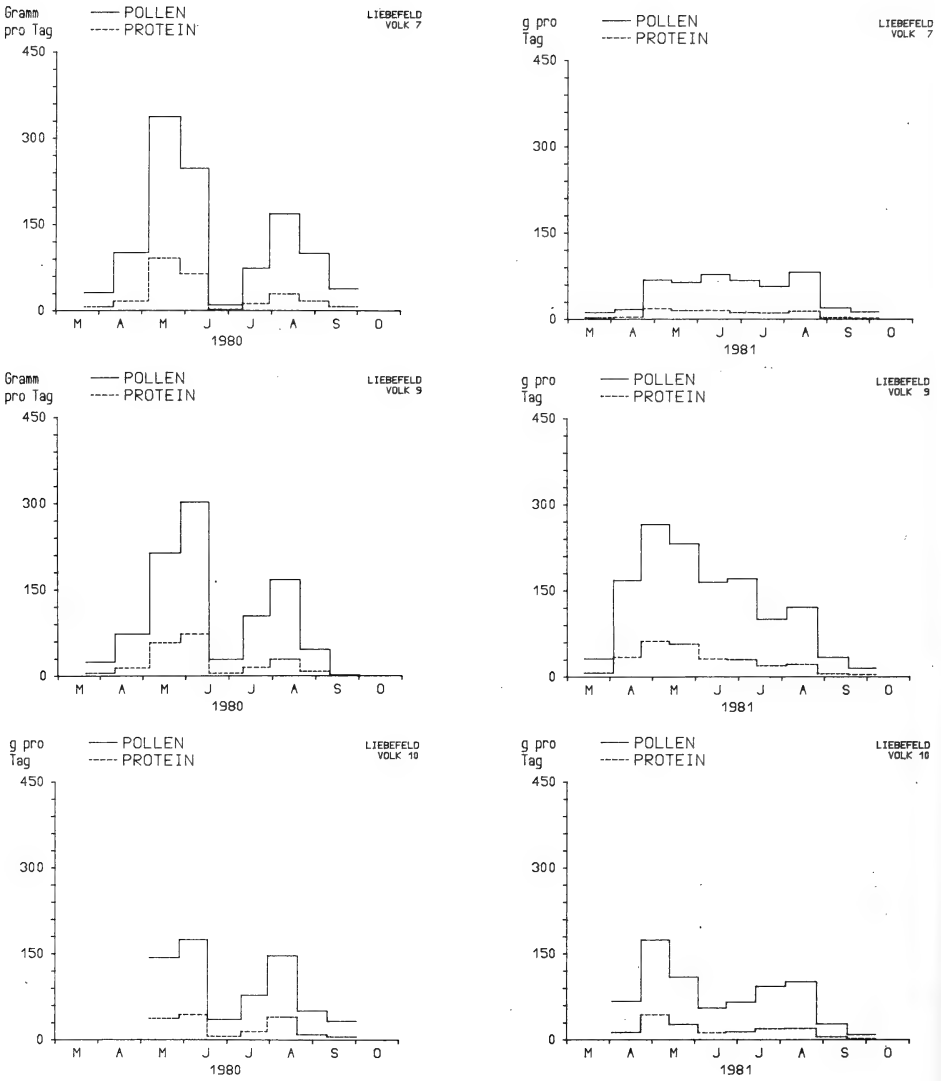 Gramm
pro Tag
POLLEN
PROTEIN
LIEBEFELD
VOLK 7
450
300
150
0
M A M J J A S O
1980
g pro
Tag
POLLEN
PROTEIN
LIEBEFELD
VOLK 7
450
300
150
0
M A M J J A S O
1981
Gramm
pro Tag
POLLEN
PROTEIN
LIEBEFELD
VOLK 9
450
300
150
0
M A M J J A S O
1980
g pro
Tag
POLLEN
PROTEIN
LIEBEFELD
VOLK 9
450
300
150
0
M A M J J A S O
1981
g pro
Tag
POLLEN
PROTEIN
LIEBEFELD
VOLK 10
450
300
150
0
M A M J J A S O
1980
g pro
Tag
POLLEN
PROTEIN
LIEBEFELD
VOLK 10
450
300
150
0
M A M J J A S O
1981